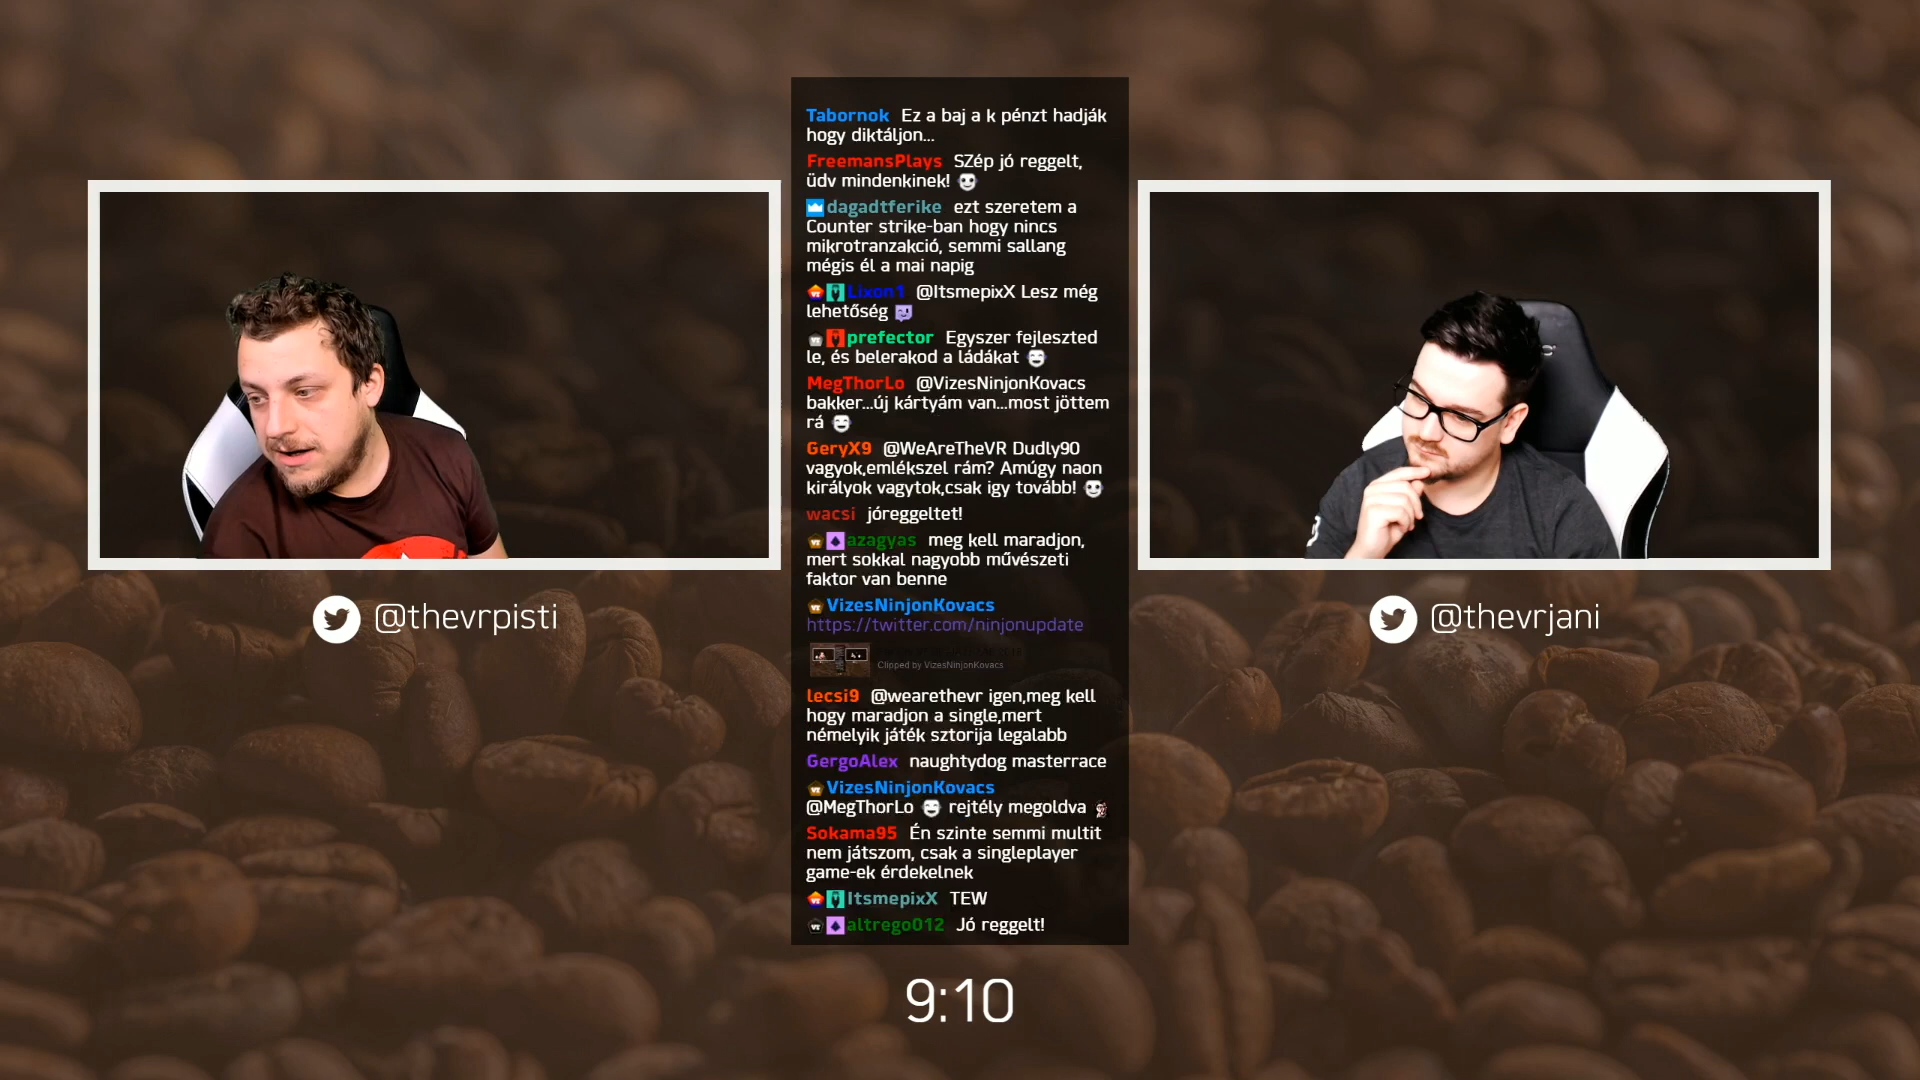 Tabornok Ez a baj a k pénzt hadják
hogy diktáljon...
FreemansPlays SZép jó reggelt,
üdv mindenkinek!
dagadtferike ezt szeretem a
Counter strike-ban hogy nincs
mikrotranzakció, semmi sallang
mégis él a mai napig
Lixon1 @ItsmepixX Lesz még
lehetőség
prefector Egyszer fejleszted
le, és belerakod a ládákat
MegThorLo @VizesNinjonKovacs
bakker...új kártyám van...most jöttem
rá
GeryX9 @WeAreTheVR Dudly90
vagyok,emlékszel rám? Amúgy naon
királyok vagytok,csak igy tovább!
wacsi jóreggeltet!
azagyas meg kell maradjon,
mert sokkal nagyobb művészeti
faktor van benne
VizesNinjonKovacs
https://twitter.com/ninjonupdate
Clipped by VizesNinjonKovacs
lecsi9 @wearethevr igen,meg kell
hogy maradjon a single,mert
némelyik játék sztorija legalabb
GergoAlex naughtydog masterrace
VizesNinjonKovacs
@MegThorLo rejtély megoldva
Sokama95 Én szinte semmi multit
nem játszom, csak a singleplayer
game-ek érdekelnek
ItsmepixX TEW
altrego012 Jó reggelt!
@thevrpisti
@thevrjani
9:10